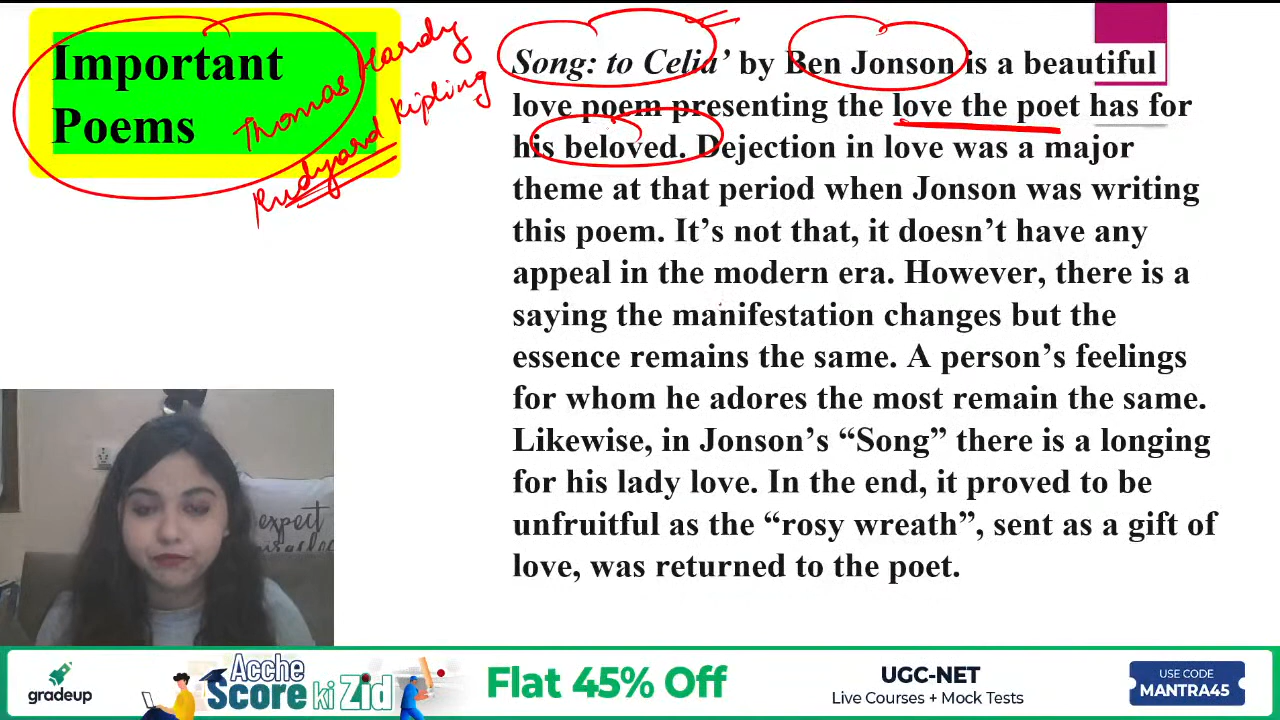 Important
Poems
Thomas Hardy
Rudyard Kipling
Song: to Celia’ by Ben Jonson is a beautiful
love poem presenting the love the poet has for
his beloved. Dejection in love was a major
theme at that period when Jonson was writing
this poem. It’s not that, it doesn’t have any
appeal in the modern era. However, there is a
saying the manifestation changes but the
essence remains the same. A person’s feelings
for whom he adores the most remain the same.
Likewise, in Jonson’s “Song” there is a longing
for his lady love. In the end, it proved to be
unfruitful as the “rosy wreath”, sent as a gift of
love, was returned to the poet.
expect
gradeup
Acche
Score ki Zid
Flat 45% Off
UGC-NET
Live Courses + Mock Tests
USE CODE
MANTRA45